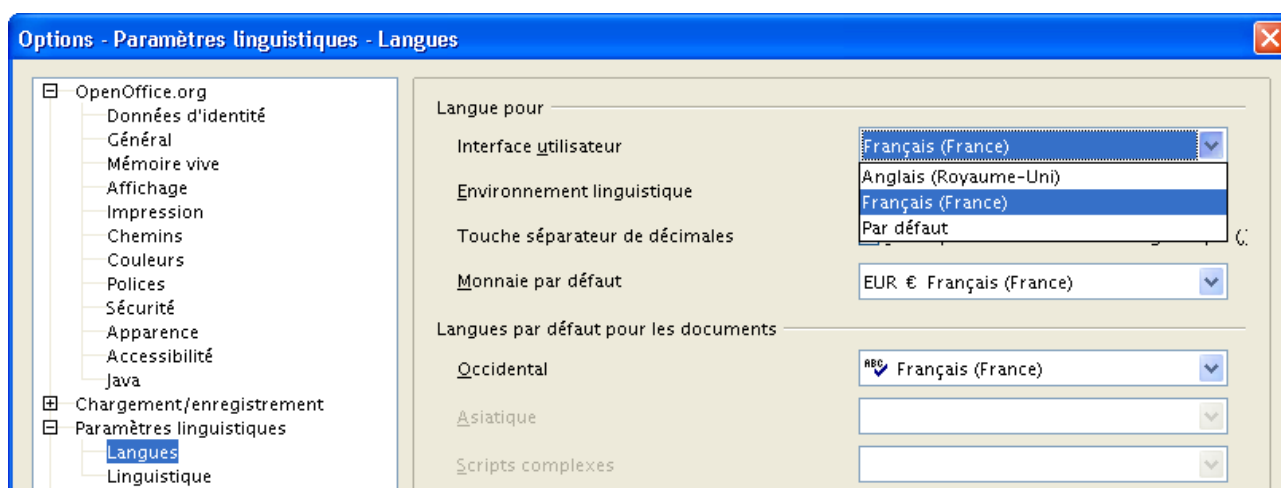 Options - Paramètres linguistiques - Langues
OpenOffice.org
Données d'identité
Général
Mémoire vive
Affichage
Impression
Chemins
Couleurs
Polices
Sécurité
Apparence
Accessibilité
Java
Chargement/enregistrement
Paramètres linguistiques
Langues
Linguistique
Langue pour
Interface utilisateur
Français (France)
Anglais (Royaume-Uni)
Français (France)
Par défaut
Environnement linguistique
Touche séparateur de décimales
Monnaie par défaut
EUR € Français (France)
Langues par défaut pour les documents
Occidental
ABC Français (France)
Asiatique
Scripts complexes